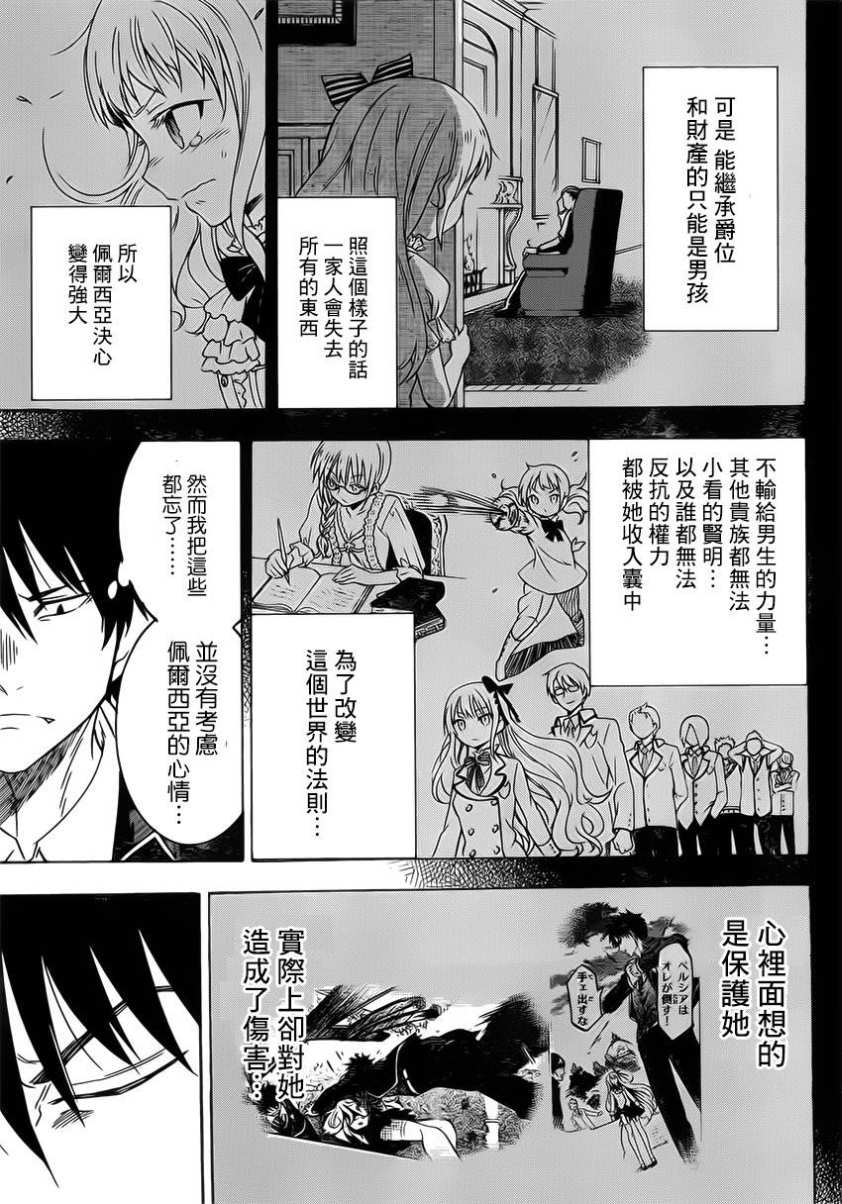 可是 能繼承爵位
和財產的只能是男孩
照這個樣子的話
一家人會失去
所有的東西
所以
佩爾西亞決心
變得強大
不輸給男生的力量…
其他貴族都無法
小看的賢明…
以及誰都無法
反抗的權力
都被她收入囊中
為了改變
這個世界的法則…
然而我把這些
都忘了……
並沒有考慮
佩爾西亞的心情…
心裡面想的
是保護她
ペルシアは
オレが倒す!
手ェ出すな
實際上卻對她
造成了傷害…